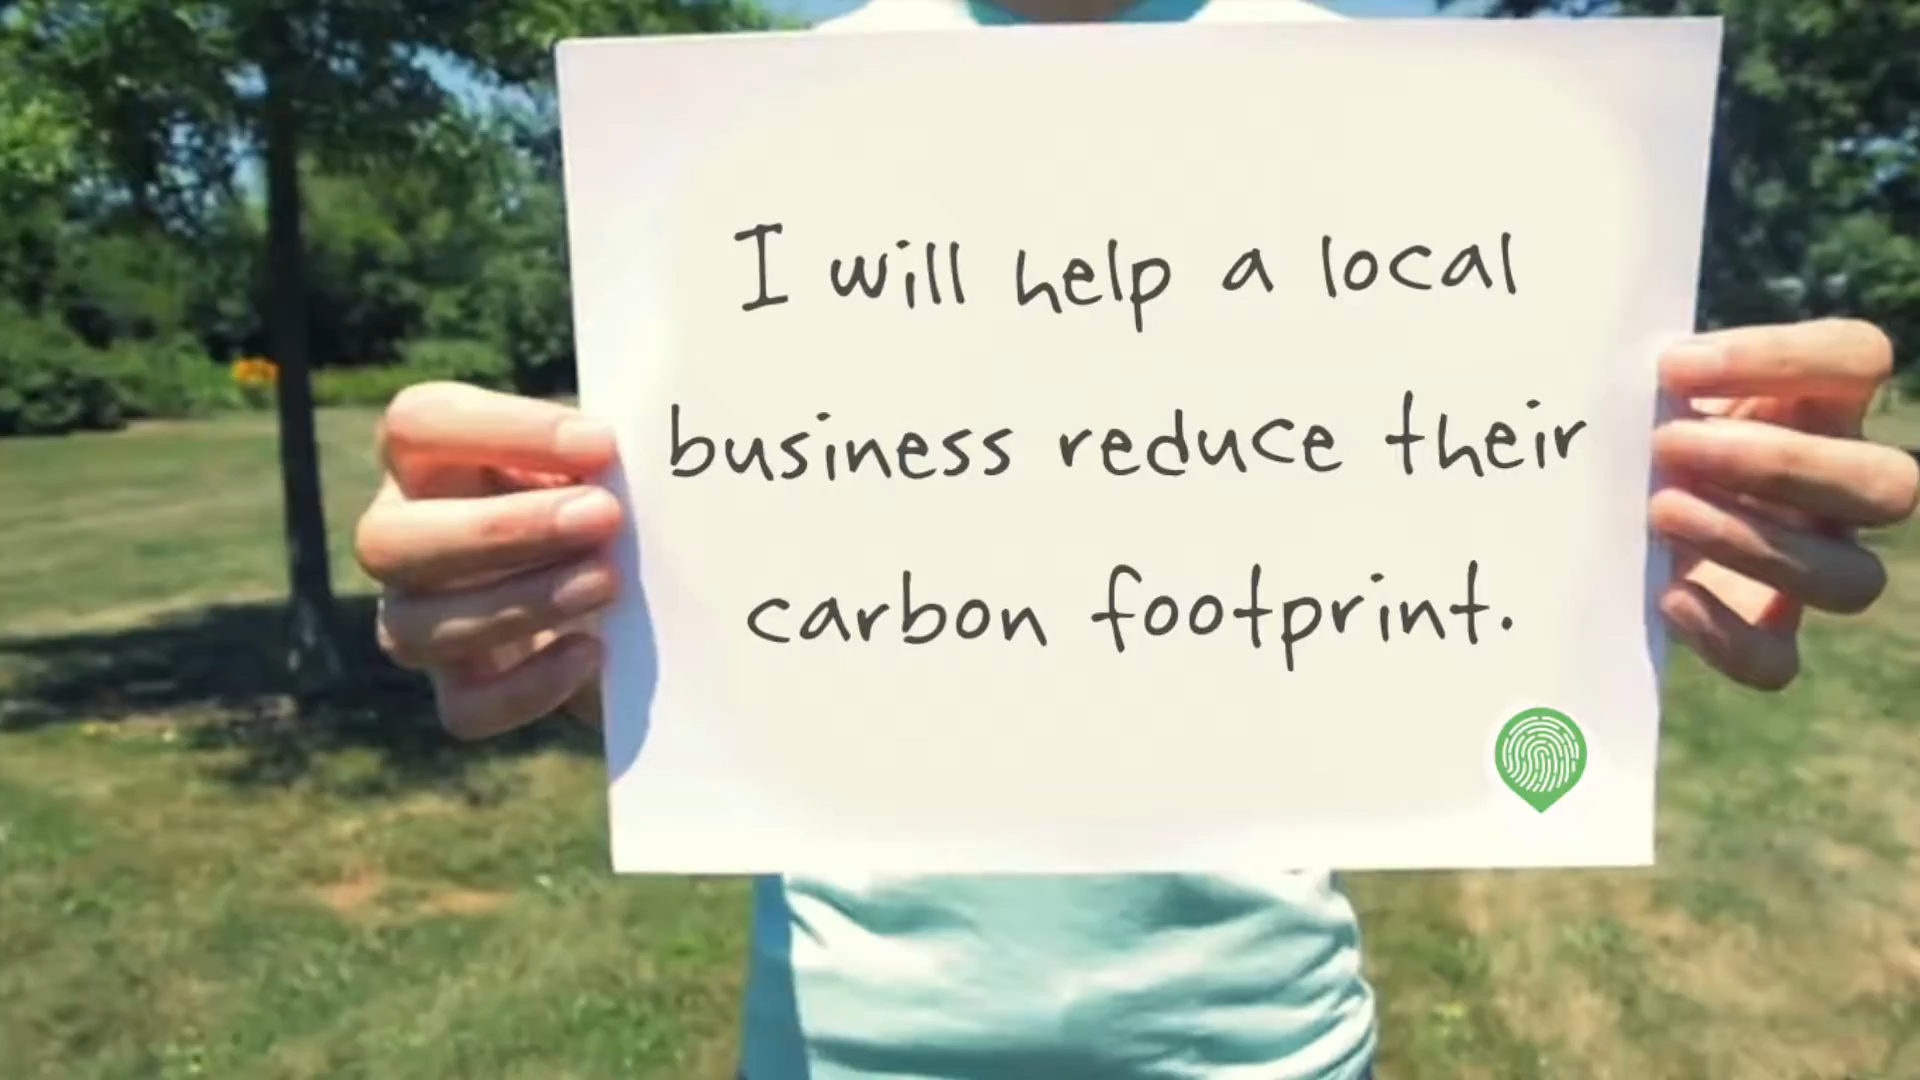 I will help a local
business reduce their
carbon footprint.